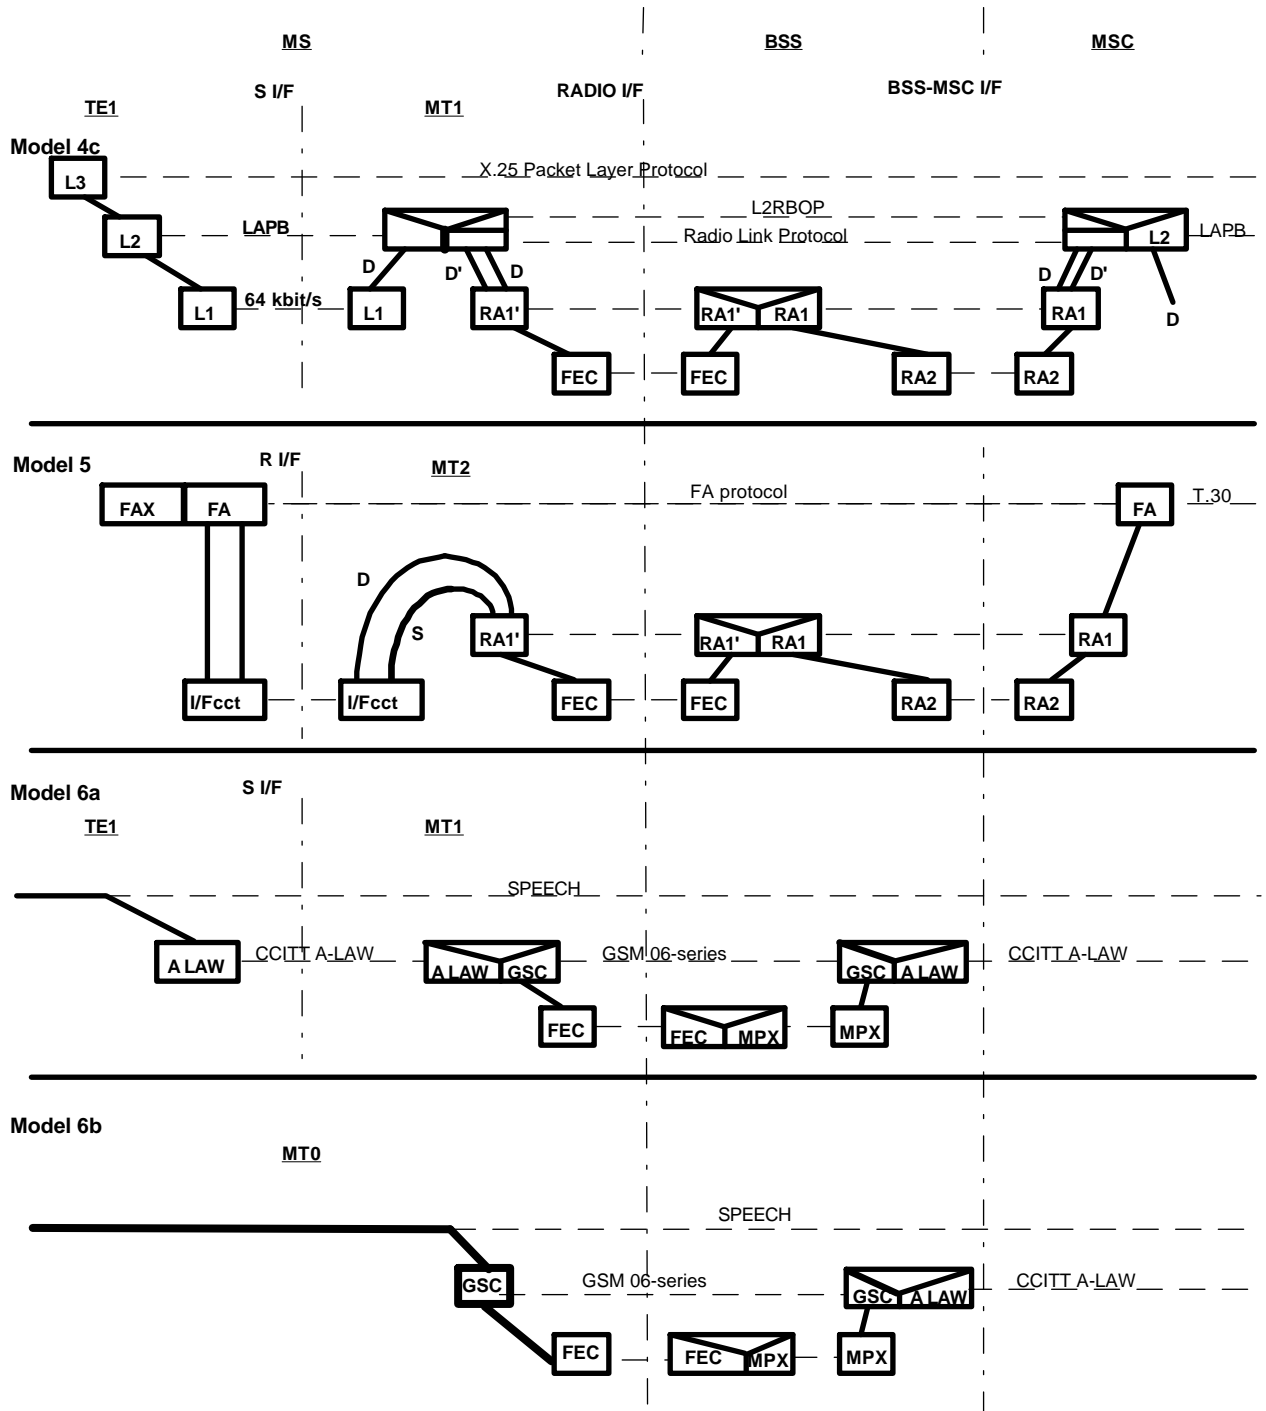 MS BSS MSC
S I/F RADIO I/F BSS-MSC I/F
TE1 MT1
Model 4c
X.25 Packet Layer Protocol
L3
L2RBOP
L2 LAPB Radio Link Protocol L2 LAPB
D D' D D D'
L1 64 kbit/s L1 RA1' RA1' RA1 RA1 D
FEC FEC RA2 RA2
Model 5 R I/F MT2
FAX FA FA protocol FA T.30
D
S
RA1' RA1' RA1 RA1
I/Fcct I/Fcct FEC FEC RA2 RA2
Model 6a S I/F
TE1 MT1
SPEECH
A LAW CCITT A-LAW A LAW GSC GSM 06-series GSC A LAW CCITT A-LAW
FEC FEC MPX MPX
Model 6b
MT0
SPEECH
GSC GSM 06-series GSC A LAW CCITT A-LAW
FEC FEC MPX MPX